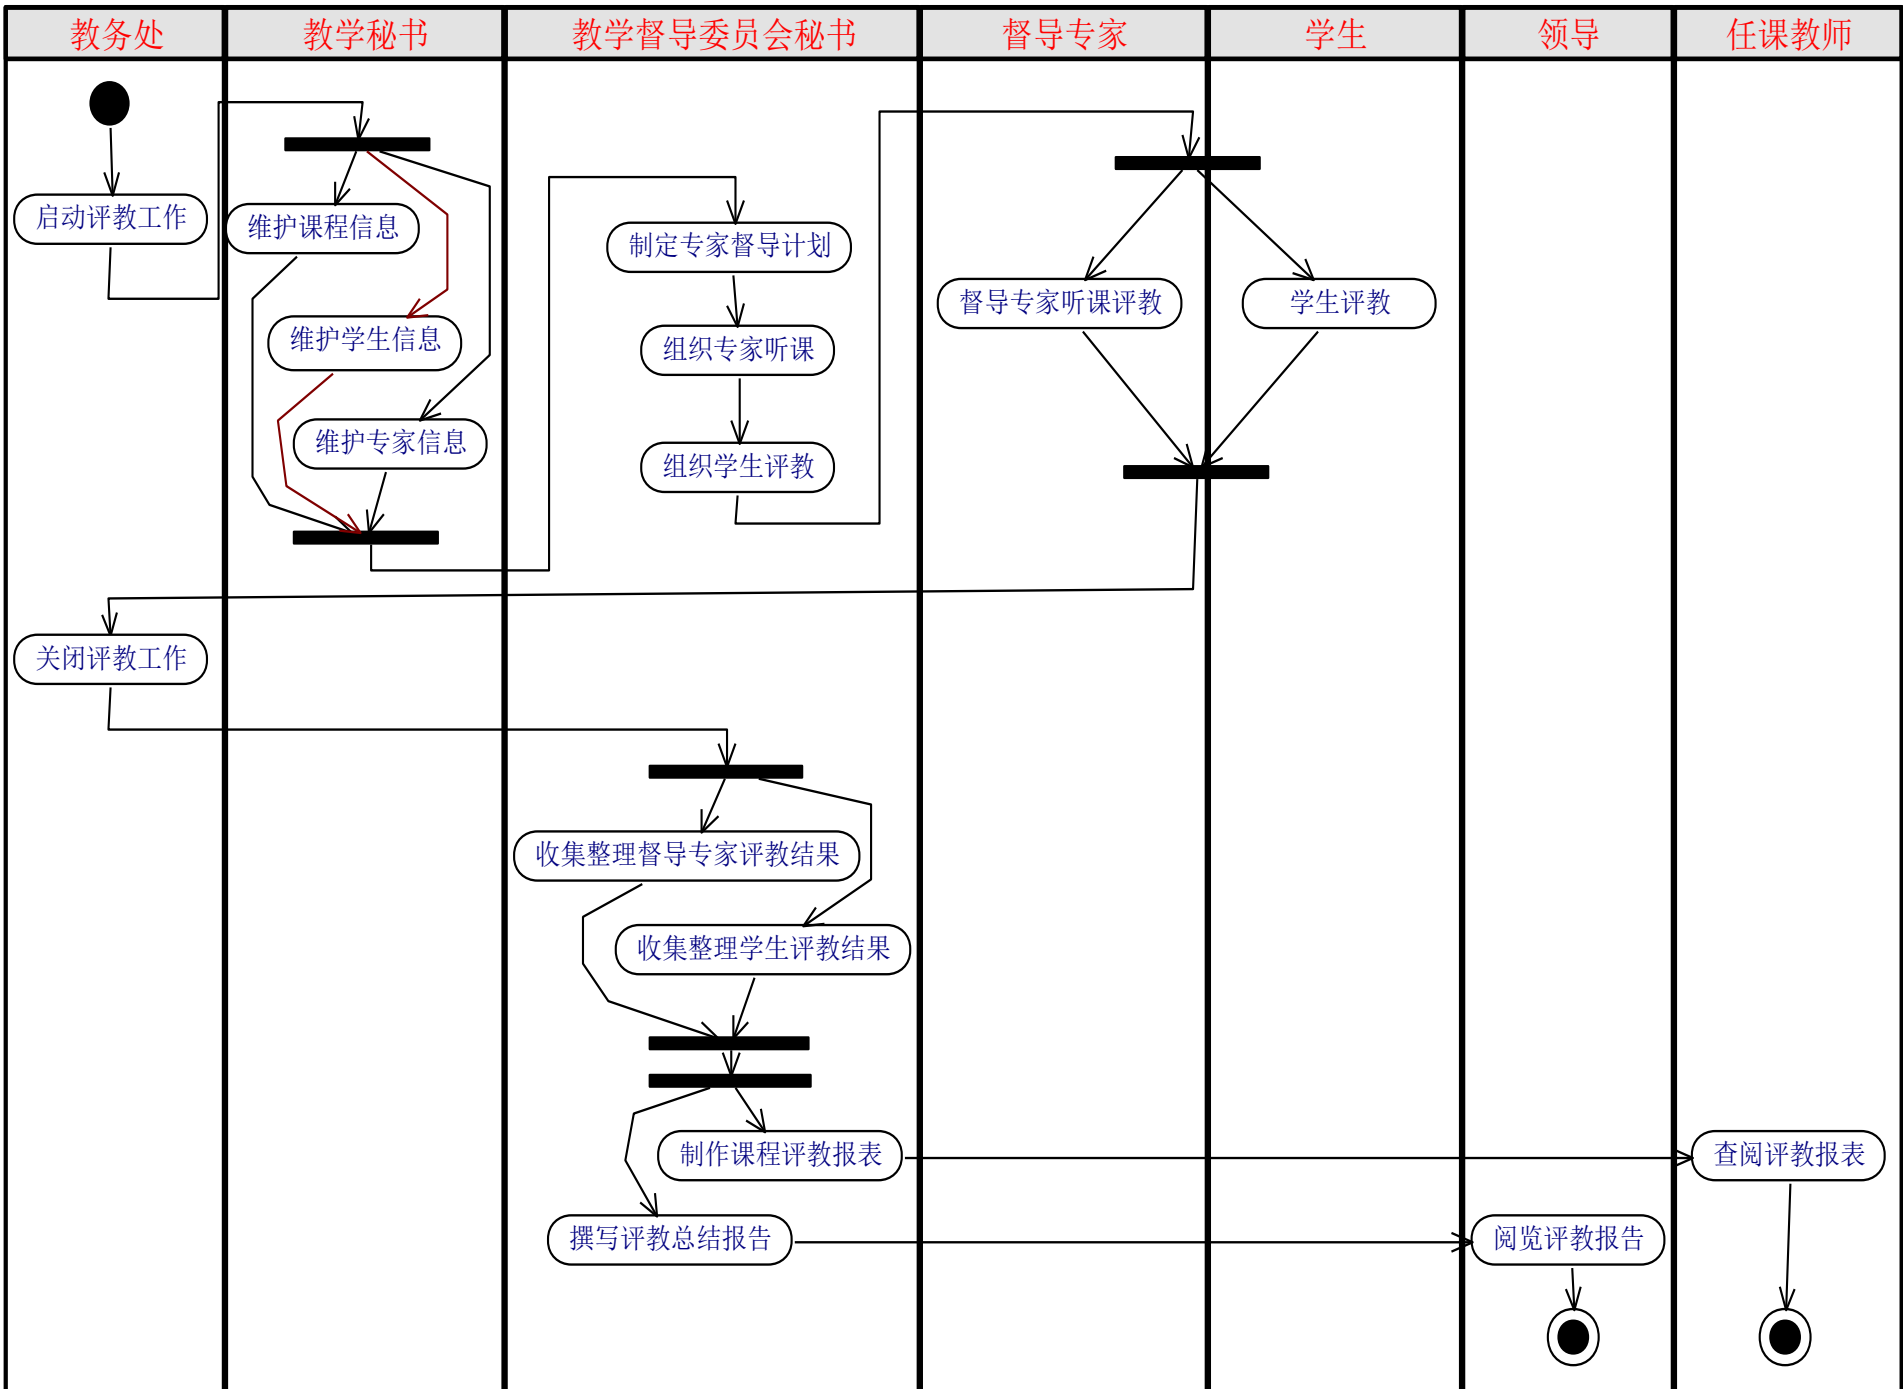 教务处
教学秘书
教学督导委员会秘书
督导专家
学生
领导
任课教师
启动评教工作
维护课程信息
制定专家督导计划
督导专家听课评教
学生评教
维护学生信息
组织专家听课
维护专家信息
组织学生评教
关闭评教工作
收集整理督导专家评教结果
收集整理学生评教结果
制作课程评教报表
查阅评教报表
撰写评教总结报告
阅览评教报告